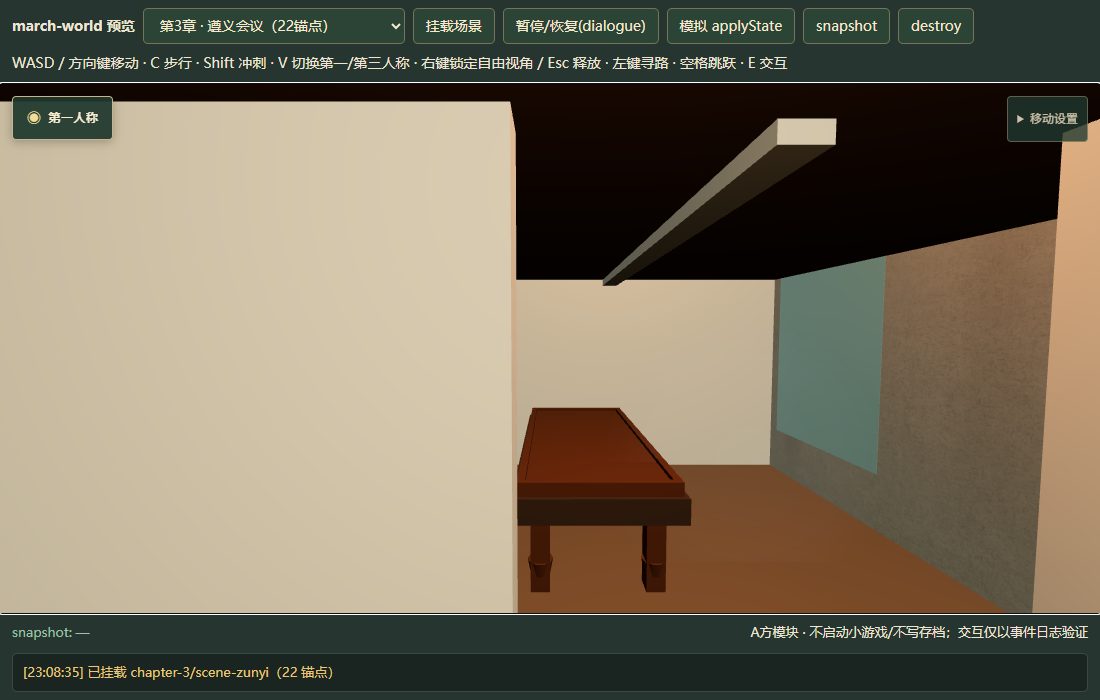 march-world 预览
第3章 · 遵义会议（22锚点）
挂载场景
暂停/恢复(dialogue)
模拟 applyState
snapshot
destroy
WASD / 方向键移动 · C 步行 · Shift 冲刺 · V 切换第一/第三人称 · 右键锁定自由视角 / Esc 释放 · 左键寻路 · 空格跳跃 · E 交互
第一人称
移动设置
snapshot: —
A方模块 · 不启动小游戏/不写存档；交互仅以事件日志验证
[23:08:35] 已挂载 chapter-3/scene-zunyi（22 锚点）